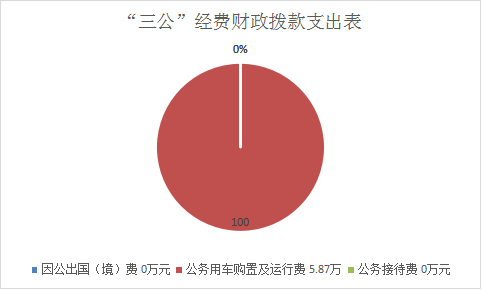 “三公”经费财政拨款支出表
0%
100
因公出国（境）费 0万元 公务用车购置及运行费 5.87万 公务接待费 0万元